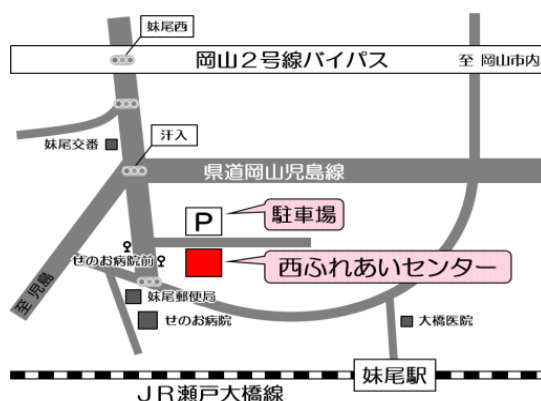 妹尾西
岡山２号線バイパス
至 岡山市内
妹尾交番
汗入
県道岡山児島線
P
駐車場
せのお病院前
西ふれあいセンター
至 児島
妹尾郵便局
せのお病院
大橋医院
妹尾駅
ＪＲ瀬戸大橋線